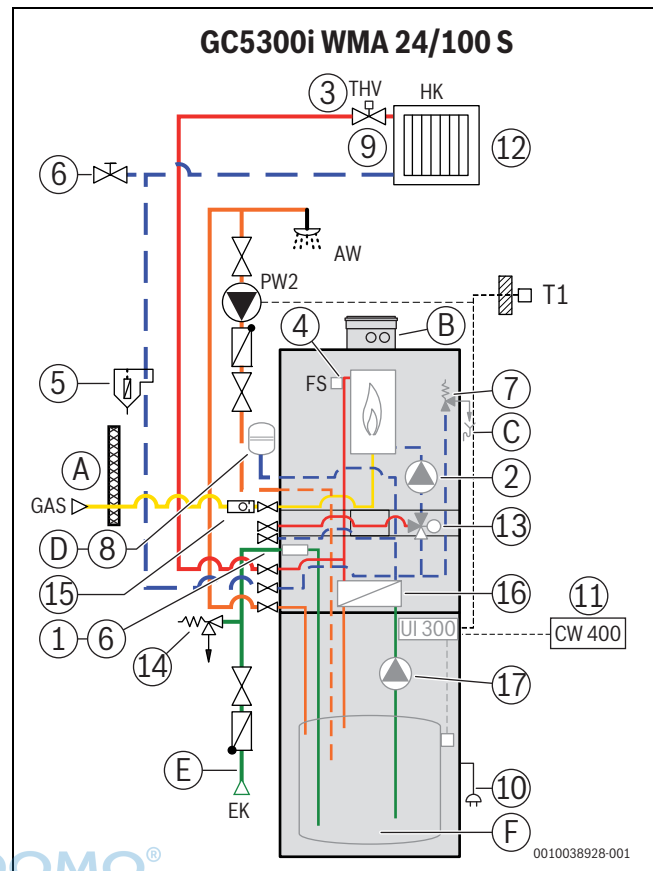 GC5300i WMA 24/100 S
3 THV HK
9 12
6
AW
PW2
T1
4 B
FS 7
5
C
A 2
GAS
D 8 13
15 16 11
UI 300 CW 400
1 6
14 17
E 10
EK F
0010038928-001
DOMO®